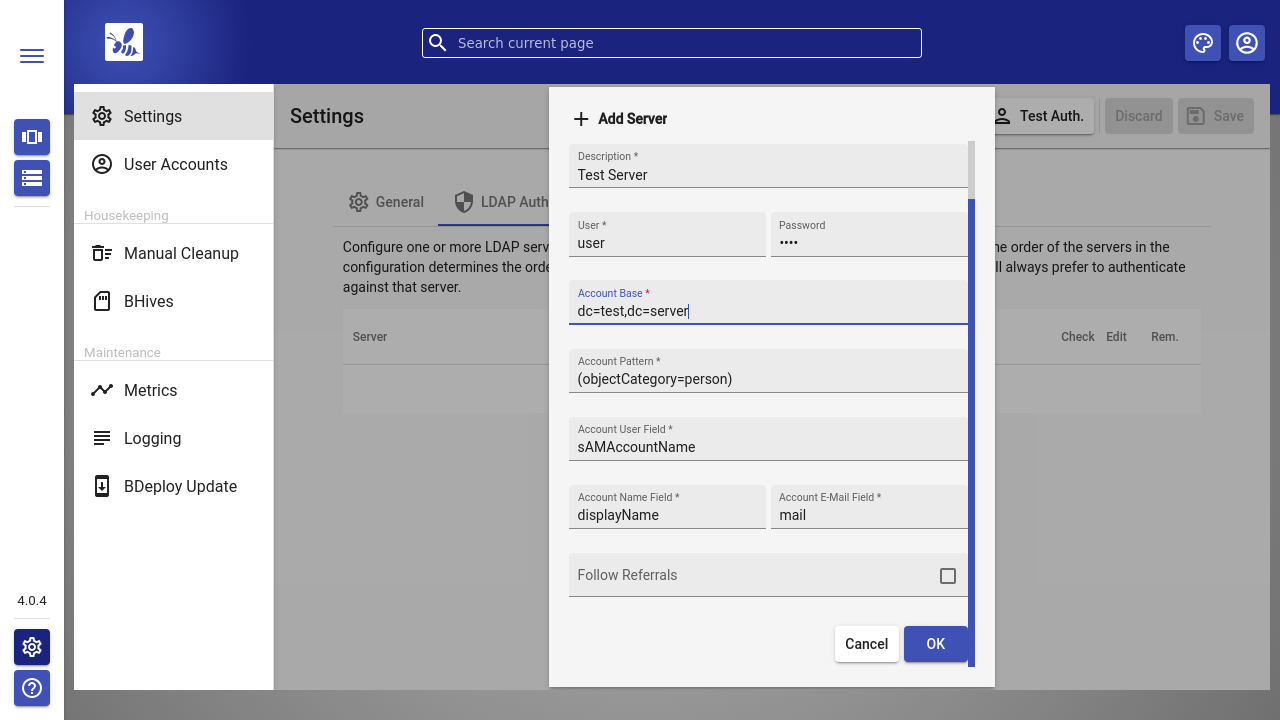 Search current page
Settings
User Accounts
Housekeeping
Manual Cleanup
BHives
Maintenance
Metrics
Logging
BDeploy Update
4.0.4
Settings
Test Auth.
Discard
Save
General
LDAP Auth
Configure one or more LDAP serv
he order of the servers in the
configuration determines the orde
ll always prefer to authenticate
against that server.
Server
Check
Edit
Rem.
Add Server
Description *
Test Server
User *
user
Password
••••
Account Base *
dc=test,dc=server
Account Pattern *
(objectCategory=person)
Account User Field *
sAMAccountName
Account Name Field *
displayName
Account E-Mail Field *
mail
Follow Referrals
Cancel
OK